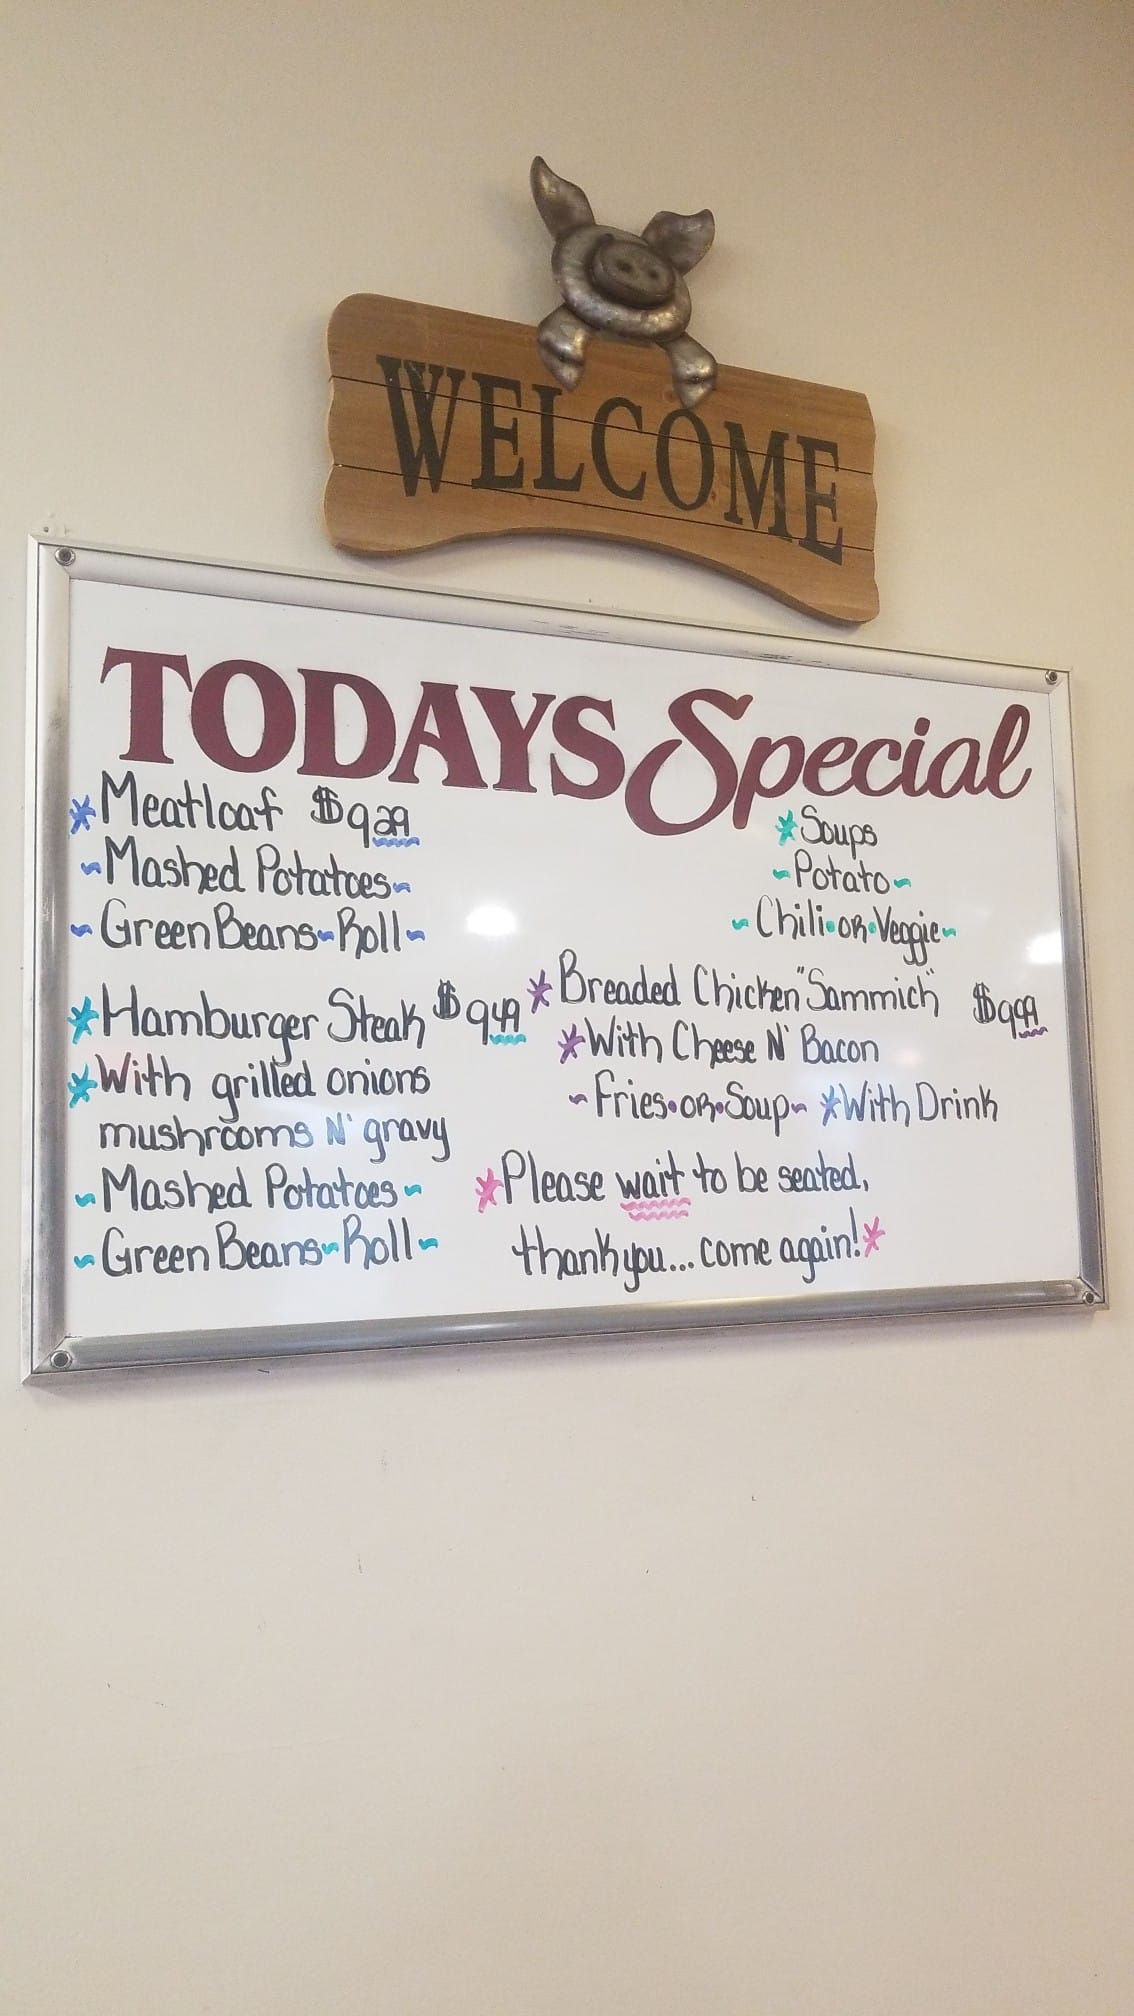 WELCOME
TODAYS Special
*Meatloaf $9.29
~Mashed Potatoes~
~Green Beans~Roll~
*Hamburger Steak $9.49
*With grilled onions
mushrooms N' gravy
~Mashed Potatoes~
~Green Beans~Roll~
*Soups
~Potato~
~Chili•or•Veggie~
*Breaded Chicken "Sammich" $9.99
*With Cheese N' Bacon
~Fries•or•Soup~ *With Drink
*Please wait to be seated,
thank you... come again!*